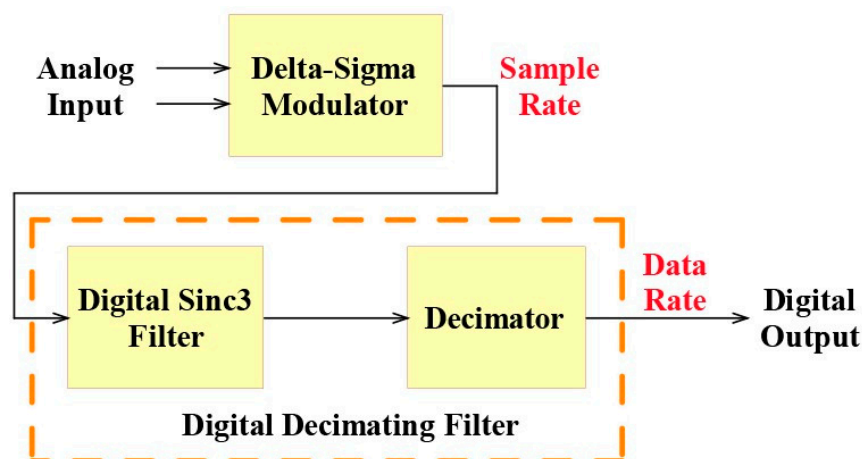 Analog
Input
Delta-Sigma
Modulator
Sample
Rate
Digital Sinc3
Filter
Decimator
Data
Rate
Digital
Output
Digital Decimating Filter